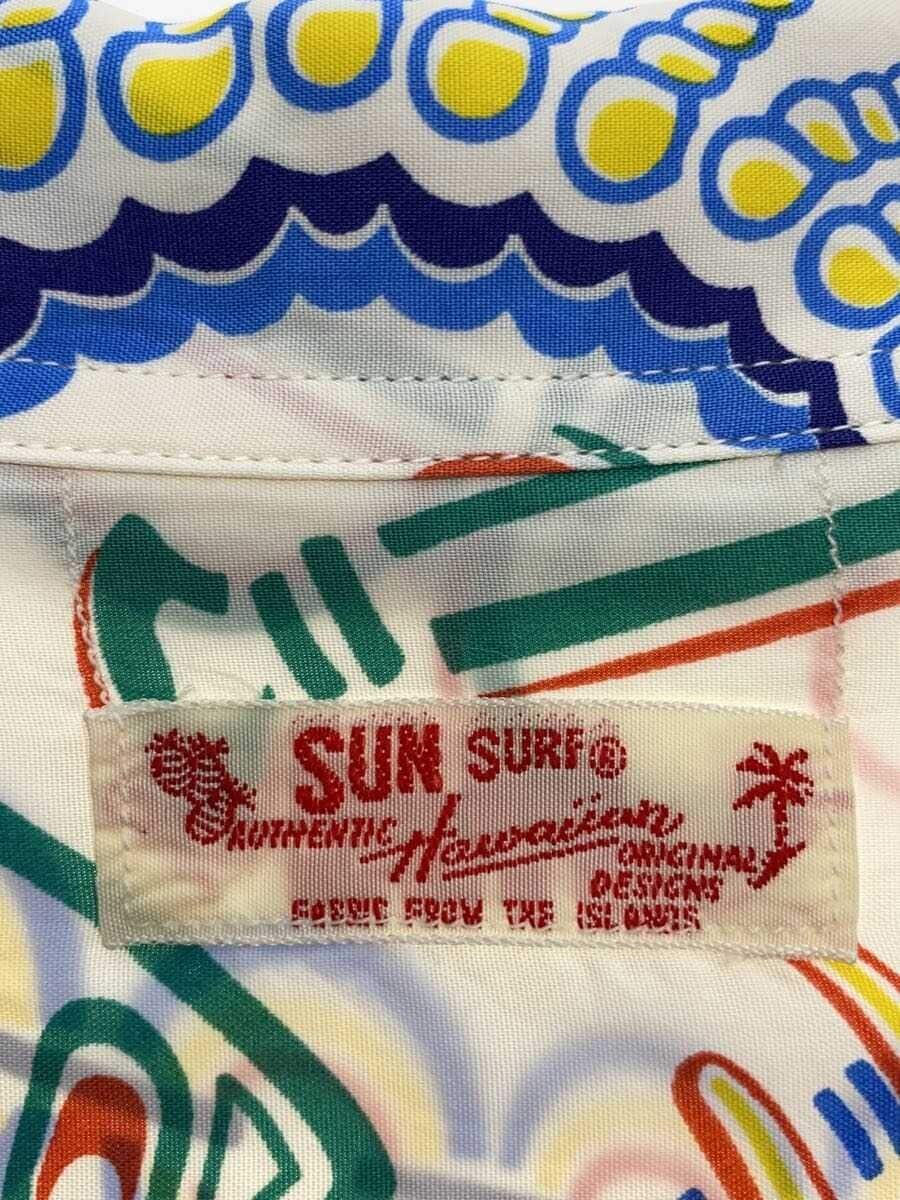 SUN SURF®
AUTHENTIC Hawaiian ORIGINAL
DESIGNS
FABRIC FROM THE ISLANDS